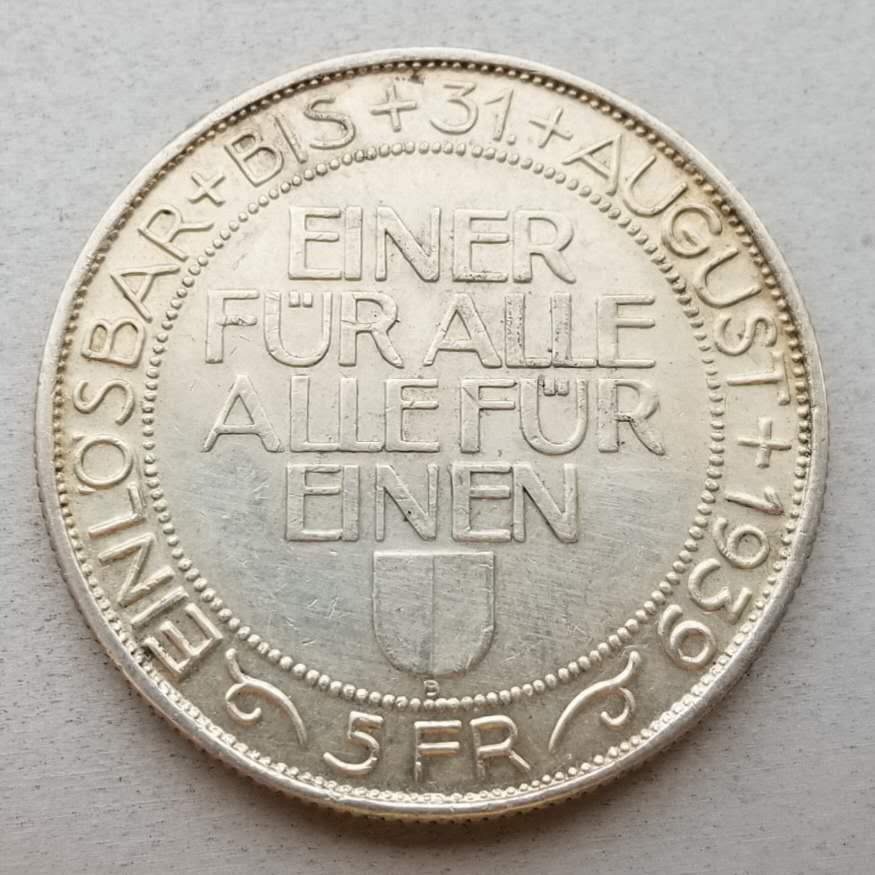 EINLÖSBAR + BIS + 31. + AUGUST + 1939
EINER
FÜR ALLE
ALLE FÜR
EINEN
B
5 FR